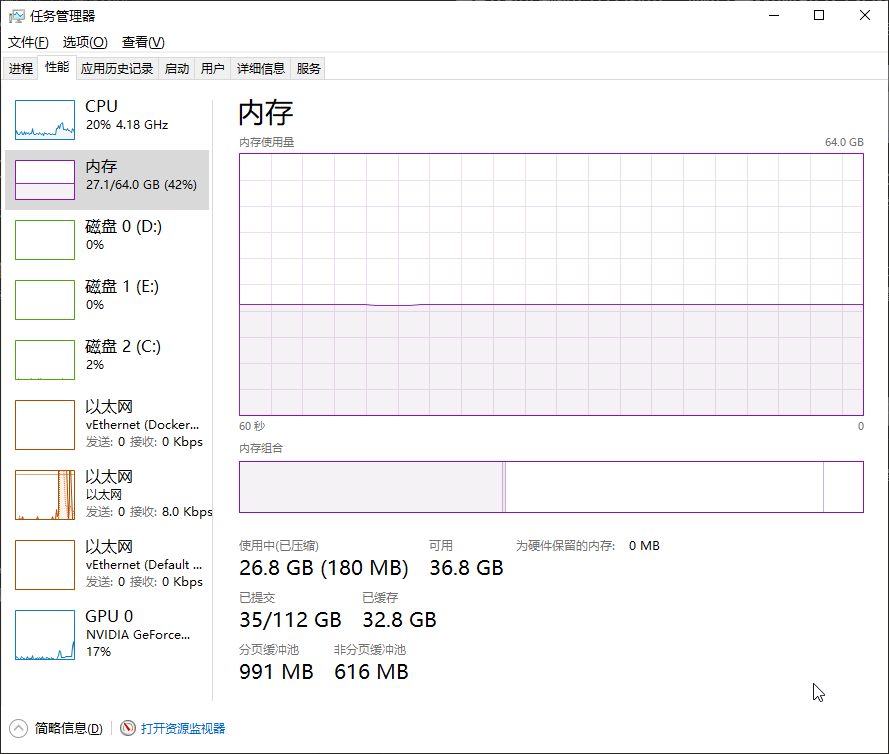 任务管理器
文件(F) 选项(O) 查看(V)
进程 性能 应用历史记录 启动 用户 详细信息 服务
CPU
20% 4.18 GHz
内存
27.1/64.0 GB (42%)
磁盘 0 (D:)
0%
磁盘 1 (E:)
0%
磁盘 2 (C:)
2%
以太网
vEthernet (Docker...
发送: 0 接收: 0 Kbps
以太网
以太网
发送: 0 接收: 8.0 Kbps
以太网
vEthernet (Default ...
发送: 0 接收: 0 Kbps
GPU 0
NVIDIA GeForce...
17%
内存
内存使用量 64.0 GB
60 秒 0
内存组合
使用中(已压缩) 可用 为硬件保留的内存: 0 MB
26.8 GB (180 MB) 36.8 GB
已提交 已缓存
35/112 GB 32.8 GB
分页缓冲池 非分页缓冲池
991 MB 616 MB
简略信息(D) 打开资源监视器